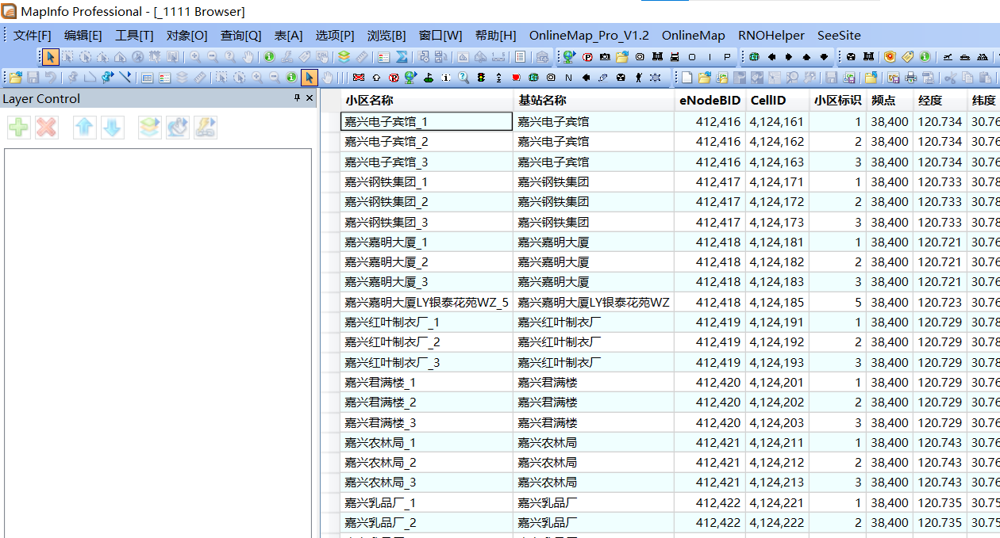 MapInfo Professional - [_1111 Browser]
文件[F] 编辑[E] 工具[T] 对象[O] 查询[Q] 表[A] 选项[P] 浏览[B] 窗口[W] 帮助[H] OnlineMap_Pro_V1.2 OnlineMap RNOHelper SeeSite
Layer Control
小区名称 基站名称 eNodeBID CellID 小区标识 频点 经度 纬度
嘉兴电子宾馆_1 嘉兴电子宾馆 412,416 4,124,161 1 38,400 120.734 30.76
嘉兴电子宾馆_2 嘉兴电子宾馆 412,416 4,124,162 2 38,400 120.734 30.76
嘉兴电子宾馆_3 嘉兴电子宾馆 412,416 4,124,163 3 38,400 120.734 30.76
嘉兴钢铁集团_1 嘉兴钢铁集团 412,417 4,124,171 1 38,400 120.733 30.78
嘉兴钢铁集团_2 嘉兴钢铁集团 412,417 4,124,172 2 38,400 120.733 30.78
嘉兴钢铁集团_3 嘉兴钢铁集团 412,417 4,124,173 3 38,400 120.733 30.78
嘉兴嘉明大厦_1 嘉兴嘉明大厦 412,418 4,124,181 1 38,400 120.721 30.76
嘉兴嘉明大厦_2 嘉兴嘉明大厦 412,418 4,124,182 2 38,400 120.721 30.76
嘉兴嘉明大厦_3 嘉兴嘉明大厦 412,418 4,124,183 3 38,400 120.721 30.76
嘉兴嘉明大厦LY银泰花苑WZ_5 嘉兴嘉明大厦LY银泰花苑WZ 412,418 4,124,185 5 38,400 120.723 30.76
嘉兴红叶制衣厂_1 嘉兴红叶制衣厂 412,419 4,124,191 1 38,400 120.729 30.78
嘉兴红叶制衣厂_2 嘉兴红叶制衣厂 412,419 4,124,192 2 38,400 120.729 30.78
嘉兴红叶制衣厂_3 嘉兴红叶制衣厂 412,419 4,124,193 3 38,400 120.729 30.78
嘉兴君满楼_1 嘉兴君满楼 412,420 4,124,201 1 38,400 120.729 30.76
嘉兴君满楼_2 嘉兴君满楼 412,420 4,124,202 2 38,400 120.729 30.76
嘉兴君满楼_3 嘉兴君满楼 412,420 4,124,203 3 38,400 120.729 30.76
嘉兴农林局_1 嘉兴农林局 412,421 4,124,211 1 38,400 120.743 30.76
嘉兴农林局_2 嘉兴农林局 412,421 4,124,212 2 38,400 120.743 30.76
嘉兴农林局_3 嘉兴农林局 412,421 4,124,213 3 38,400 120.743 30.76
嘉兴乳品厂_1 嘉兴乳品厂 412,422 4,124,221 1 38,400 120.735 30.75
嘉兴乳品厂_2 嘉兴乳品厂 412,422 4,124,222 2 38,400 120.735 30.75